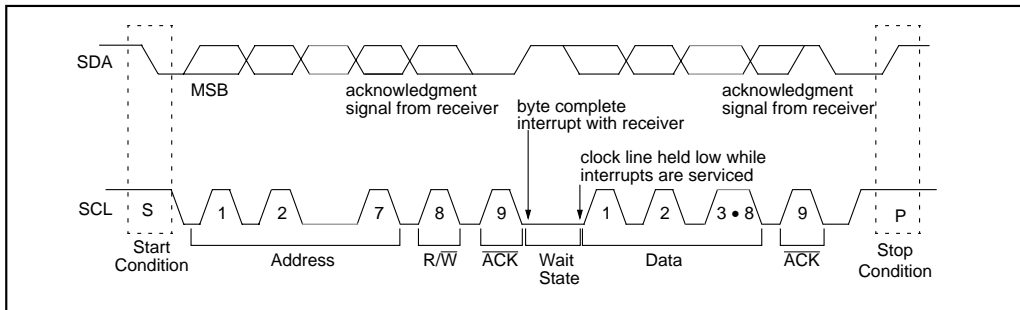 SDA
MSB
acknowledgment
signal from receiver
byte complete
interrupt with receiver
acknowledgment
signal from receiver
clock line held low while
interrupts are serviced
SCL
S
1
2
7
8
9
1
2
3 • 8
9
P
Start
Condition
Address
R/W̅
A̅C̅K̅
Wait
State
Data
A̅C̅K̅
Stop
Condition